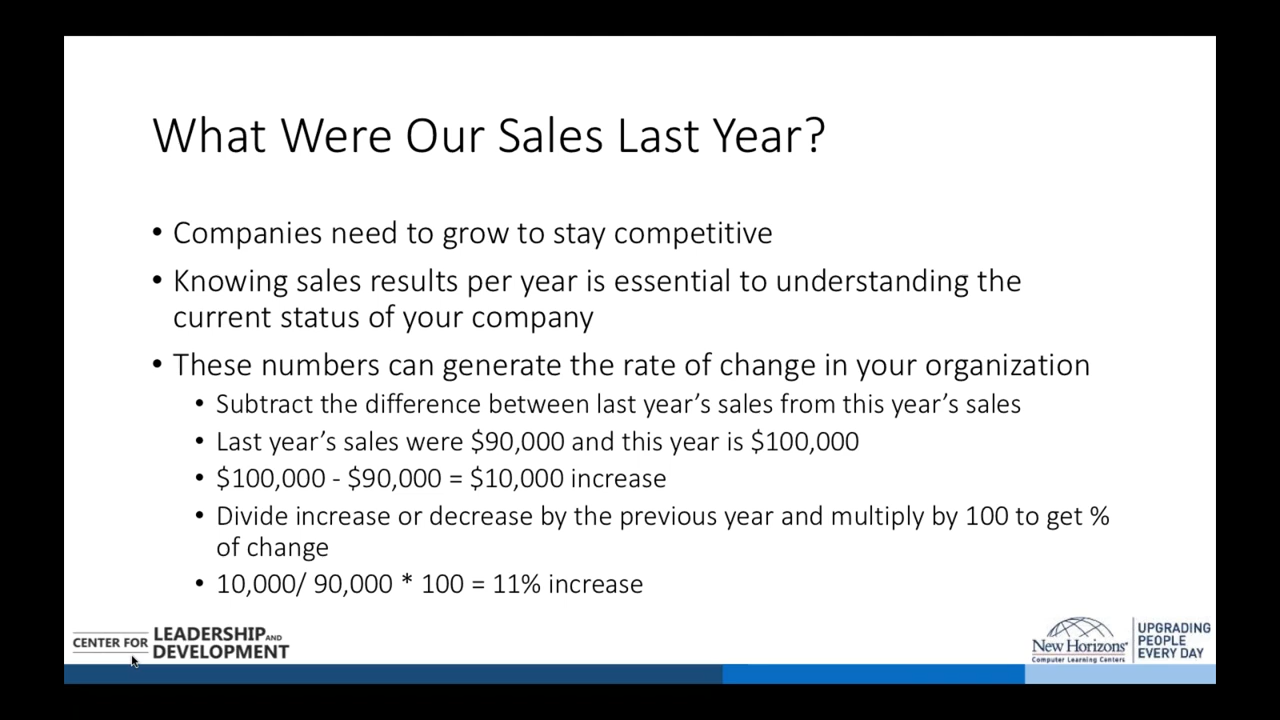 What Were Our Sales Last Year?
• Companies need to grow to stay competitive
• Knowing sales results per year is essential to understanding the
current status of your company
• These numbers can generate the rate of change in your organization
• Subtract the difference between last year’s sales from this year’s sales
• Last year’s sales were $90,000 and this year is $100,000
• $100,000 - $90,000 = $10,000 increase
• Divide increase or decrease by the previous year and multiply by 100 to get %
of change
• 10,000/ 90,000 * 100 = 11% increase
CENTER FOR LEADERSHIP AND
DEVELOPMENT
New Horizons®
Computer Learning Centers
UPGRADING
PEOPLE
EVERY DAY